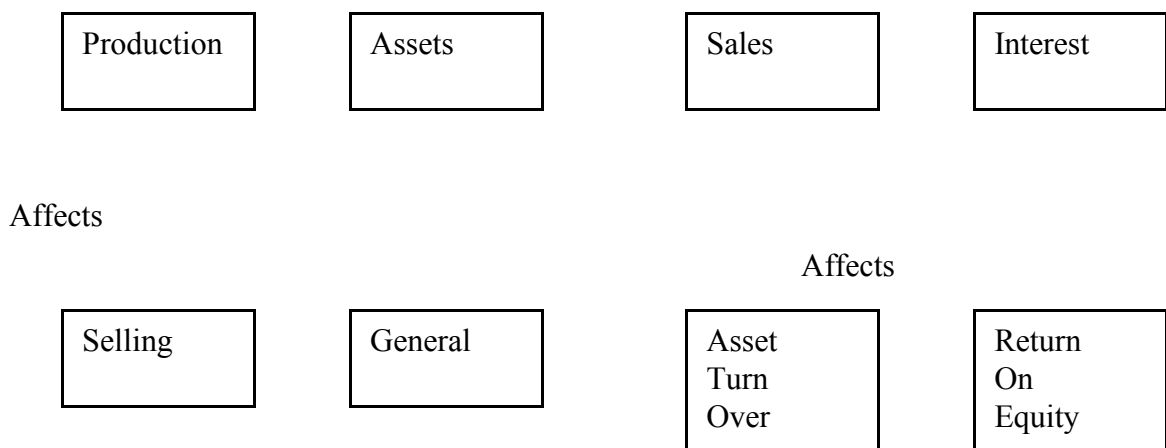 Production
Assets
Sales
Interest
Affects
Affects
Selling
General
Asset
Turn
Over
Return
On
Equity